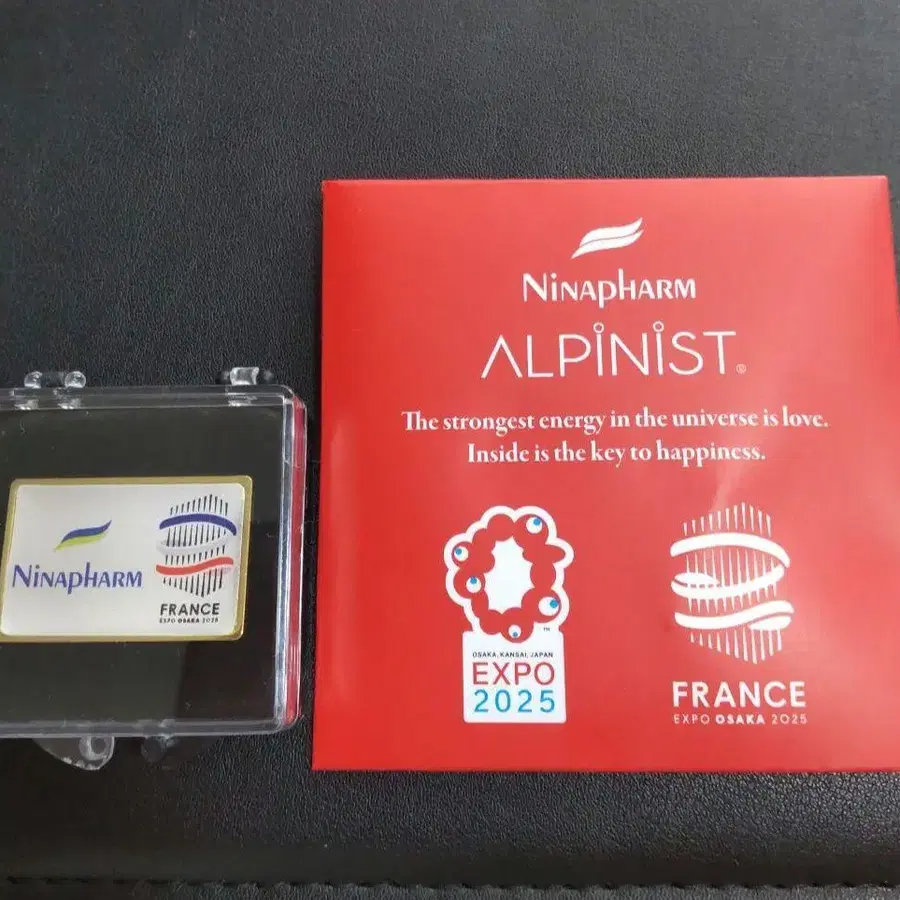 NINAPHARM
FRANCE
EXPO OSAKA 2025
NINAPHARM
ALPINIST®
The strongest energy in the universe is love.
Inside is the key to happiness.
™
OSAKA, KANSAI, JAPAN
EXPO
2025
FRANCE
EXPO OSAKA 2025